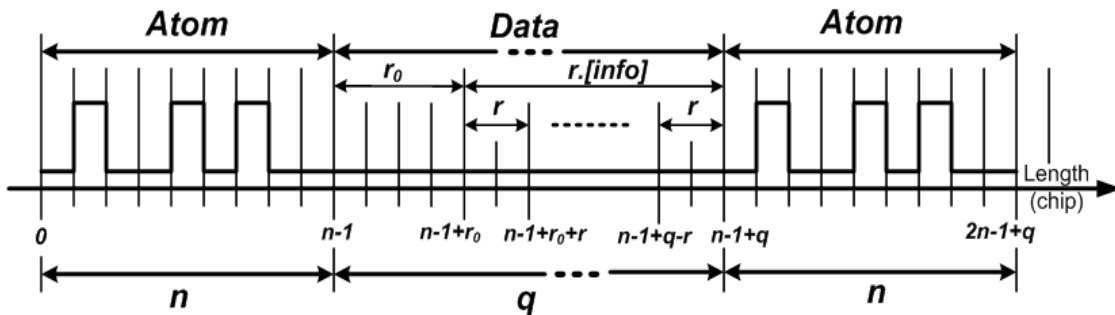 Atom Data Atom
r₀ r.[info]
r r
Length
(chip)
0 n-1 n-1+r₀ n-1+r₀+r n-1+q-r n-1+q 2n-1+q
n q n